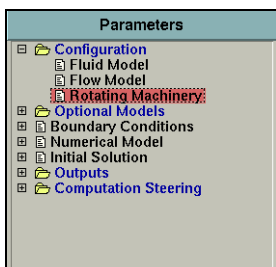 Parameters
Configuration
Fluid Model
Flow Model
Rotating Machinery
Optional Models
Boundary Conditions
Numerical Model
Initial Solution
Outputs
Computation Steering